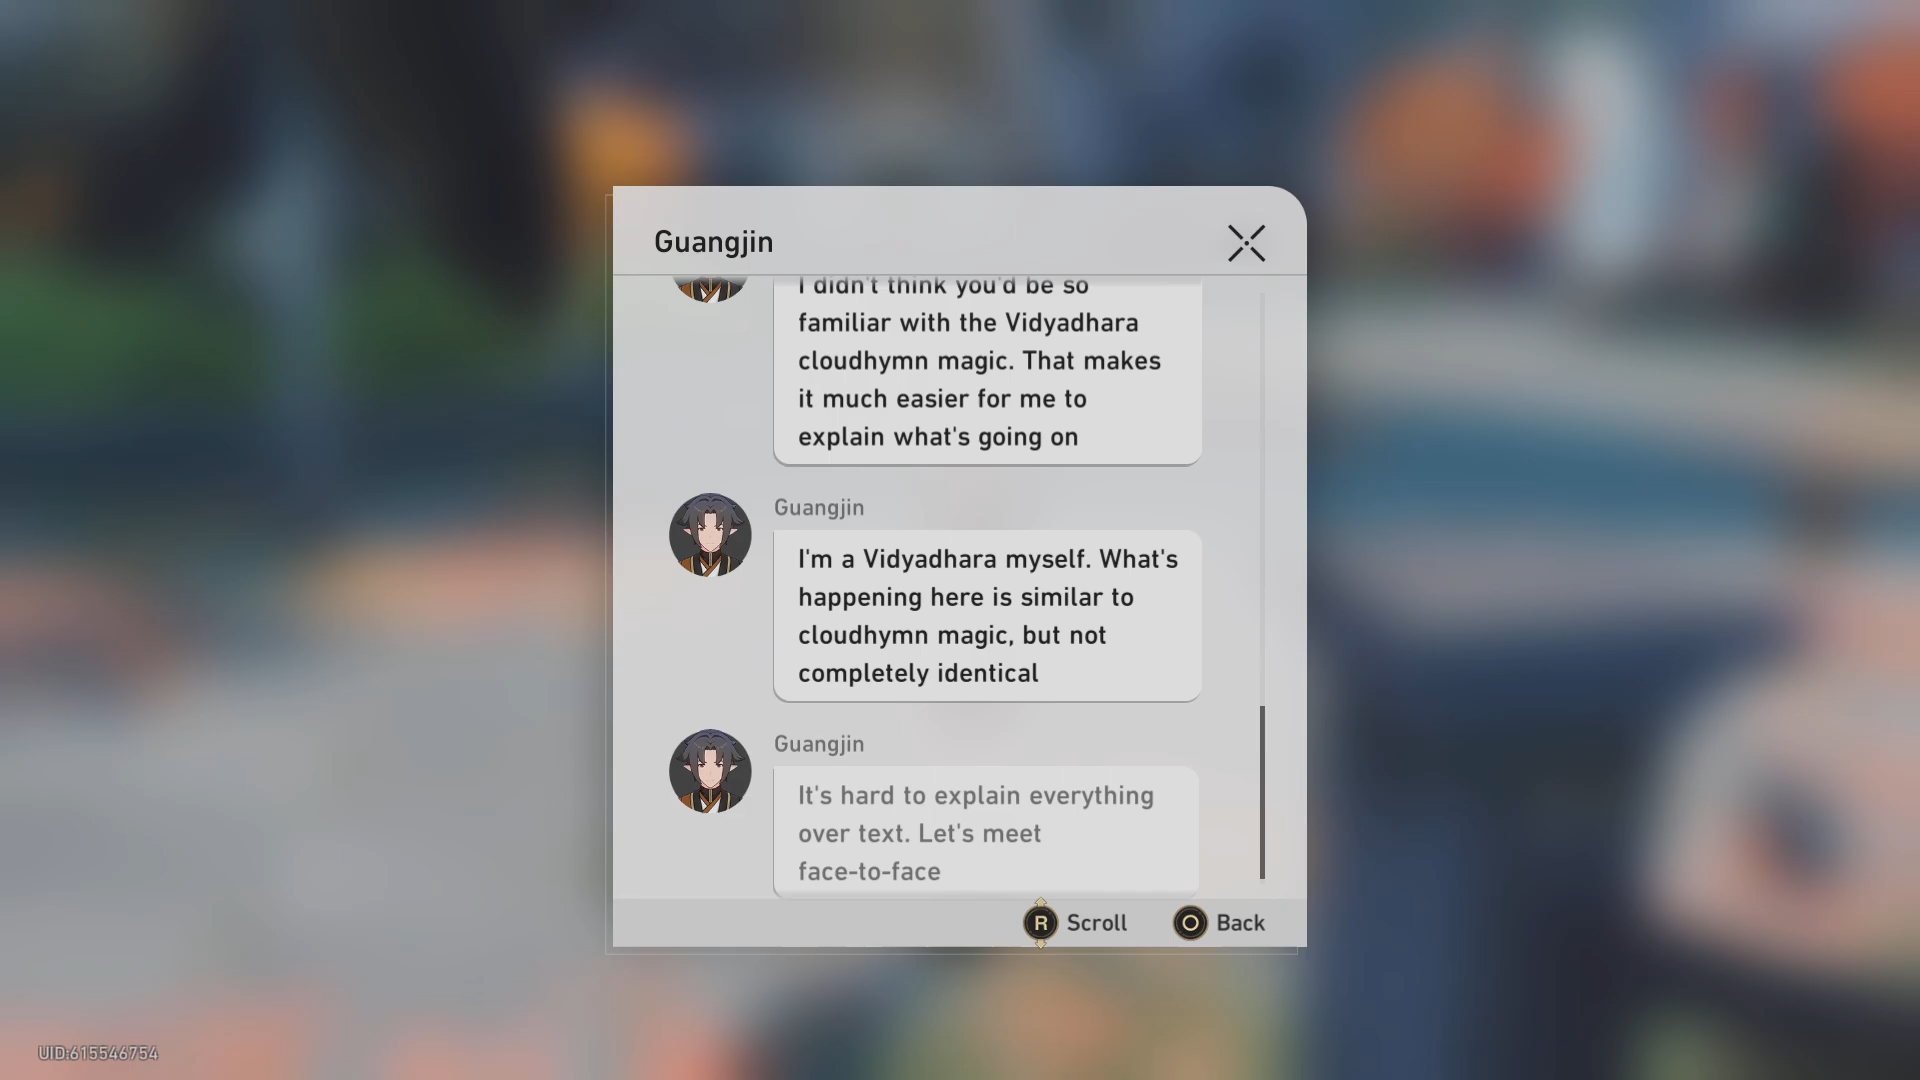 Guangjin
I didn't think you'd be so
familiar with the Vidyadhara
cloudhymn magic. That makes
it much easier for me to
explain what's going on
Guangjin
I'm a Vidyadhara myself. What's
happening here is similar to
cloudhymn magic, but not
completely identical
Guangjin
It's hard to explain everything
over text. Let's meet
face-to-face
R Scroll
Back
UID:615546754